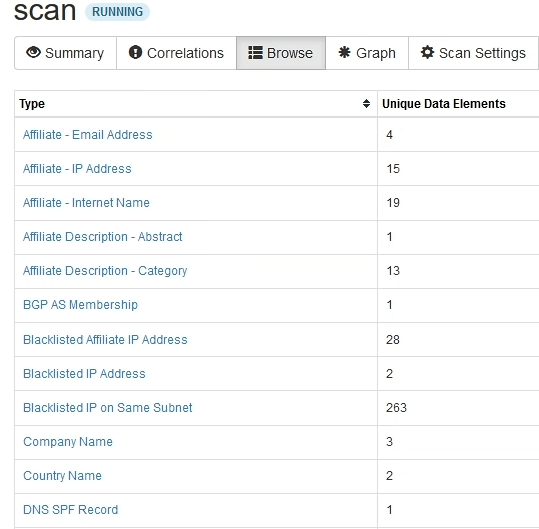 scan RUNNING
Summary Correlations Browse Graph Scan Settings
Type Unique Data Elements
Affiliate - Email Address 4
Affiliate - IP Address 15
Affiliate - Internet Name 19
Affiliate Description - Abstract 1
Affiliate Description - Category 13
BGP AS Membership 1
Blacklisted Affiliate IP Address 28
Blacklisted IP Address 2
Blacklisted IP on Same Subnet 263
Company Name 3
Country Name 2
DNS SPF Record 1